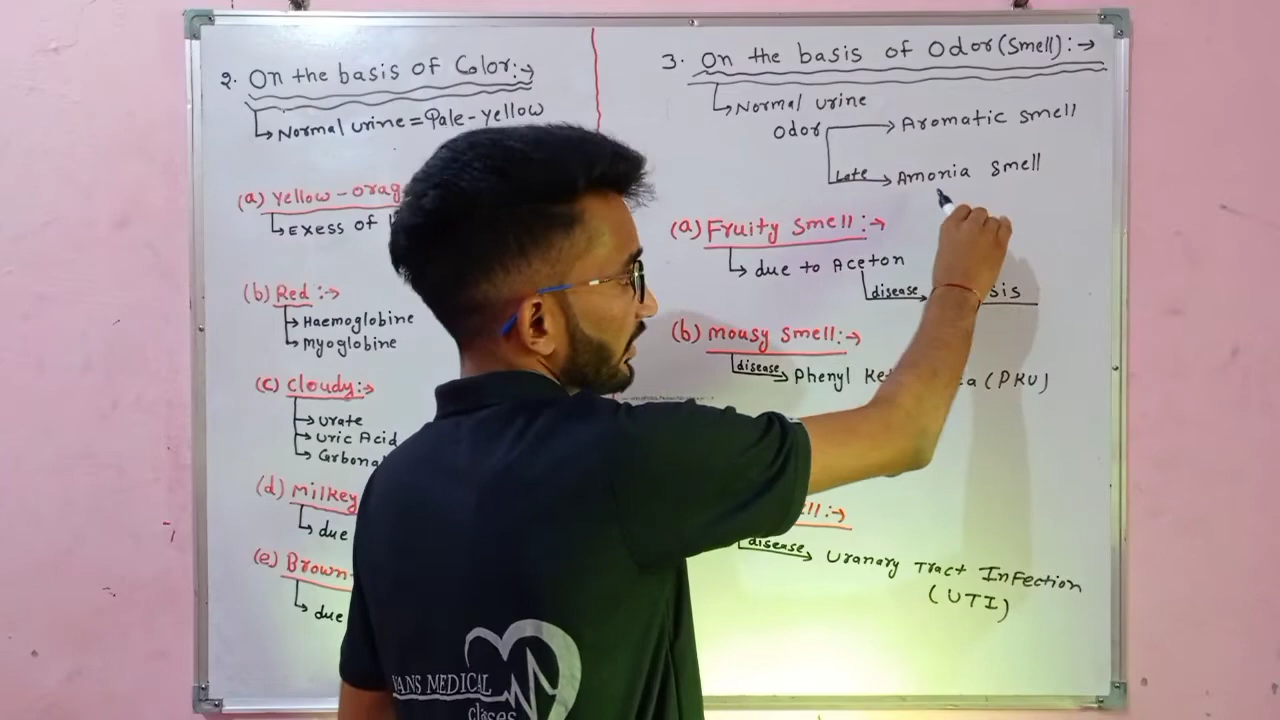 २. On the basis of Color:→
Normal urine = Pale-yellow
(a) Yellow-orag
Exess of
(b) Red:→
Haemoglobine
Myoglobine
(c) Cloudy:→
urate
uric Acid
Carbona
(d) Milkey
due
(e) Brown-
due
3. On the basis of Odor(smell):→
Normal urine
Odor → Aromatic smell
Late → Amonia smell
(a) Fruity smell:→
due to Aceton
disease → sis
(b) mousy smell:→
disease → Phenyl Ket a (PKU)
ll:→
disease → Uranary Tract Infection
(UTI)
VANS MEDICAL
classes